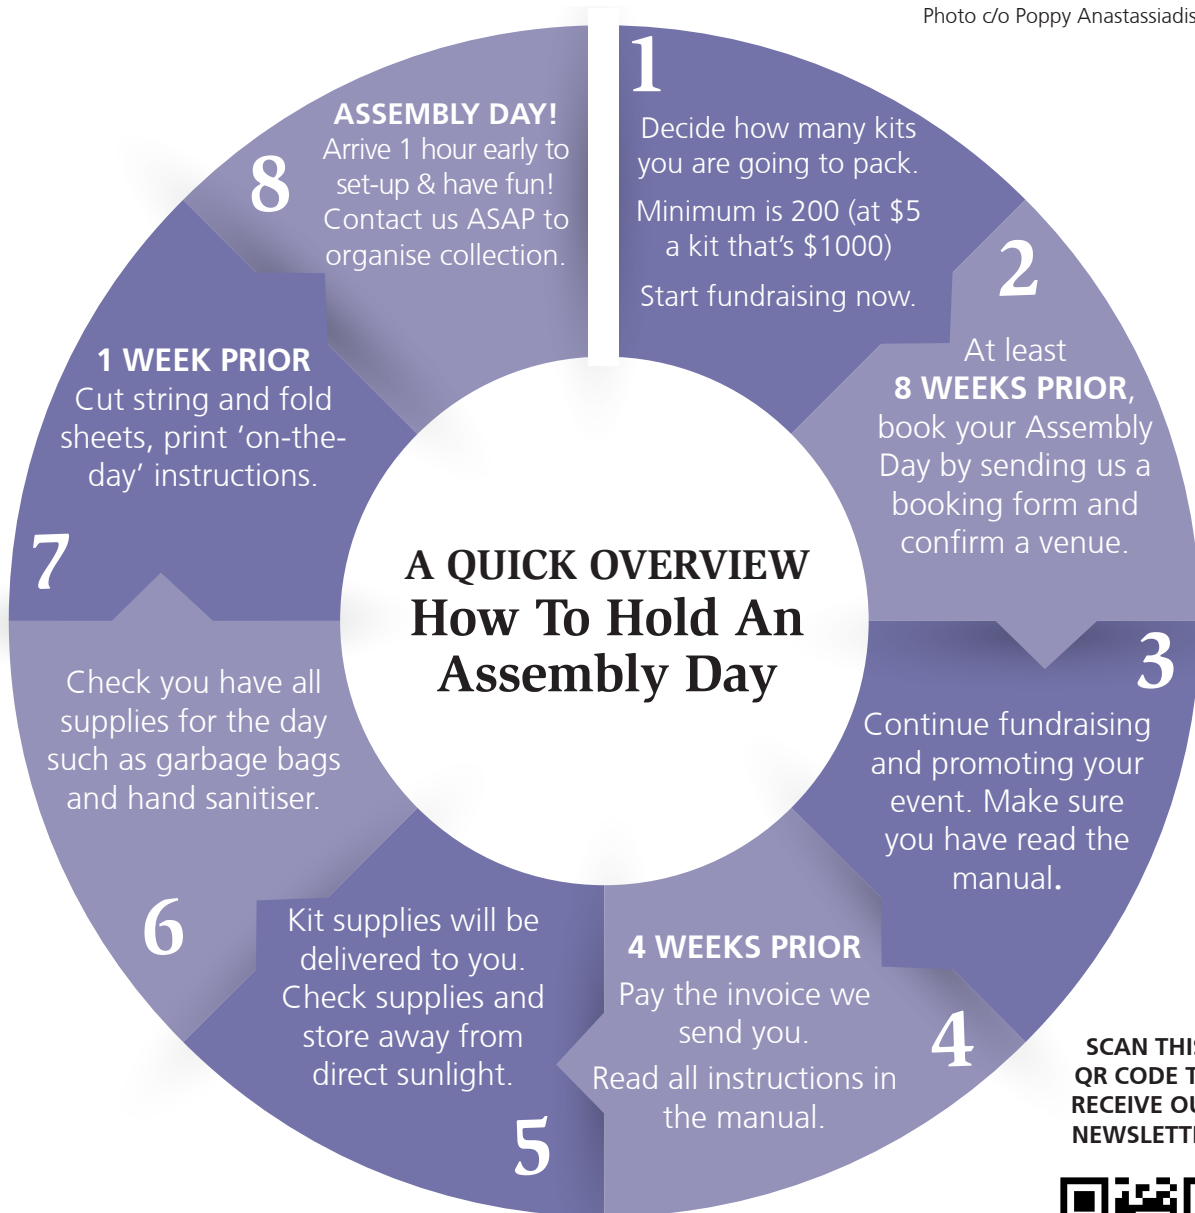 Photo c/o Poppy Anastassiadis
1
Decide how many kits
you are going to pack.
Minimum is 200 (at $5
a kit that's $1000)
Start fundraising now.
2
At least
8 WEEKS PRIOR,
book your Assembly
Day by sending us a
booking form and
confirm a venue.
3
Continue fundraising
and promoting your
event. Make sure
you have read the
manual.
4 WEEKS PRIOR
Pay the invoice we
send you.
Read all instructions in
the manual.
4
Kit supplies will be
delivered to you.
Check supplies and
store away from
direct sunlight.
5
Check you have all
supplies for the day
such as garbage bags
and hand sanitiser.
6
1 WEEK PRIOR
Cut string and fold
sheets, print ‘on-the-
day’ instructions.
7
ASSEMBLY DAY!
Arrive 1 hour early to
set-up & have fun!
Contact us ASAP to
organise collection.
8
A QUICK OVERVIEW
How To Hold An
Assembly Day
SCAN THIS
QR CODE T
RECEIVE OU
NEWSLETTE